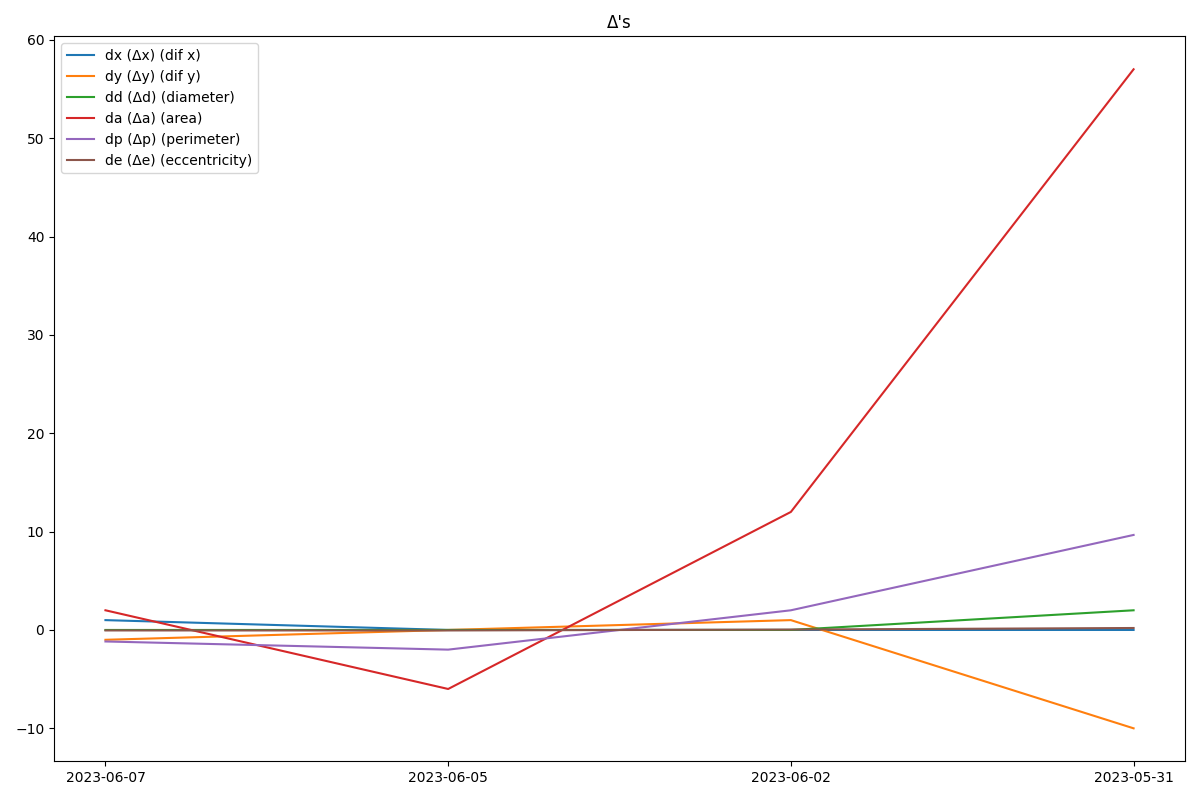 Δ's
60
50
40
30
20
10
0
−10
dx (Δx) (dif x)
dy (Δy) (dif y)
dd (Δd) (diameter)
da (Δa) (area)
dp (Δp) (perimeter)
de (Δe) (eccentricity)
2023-06-07
2023-06-05
2023-06-02
2023-05-31